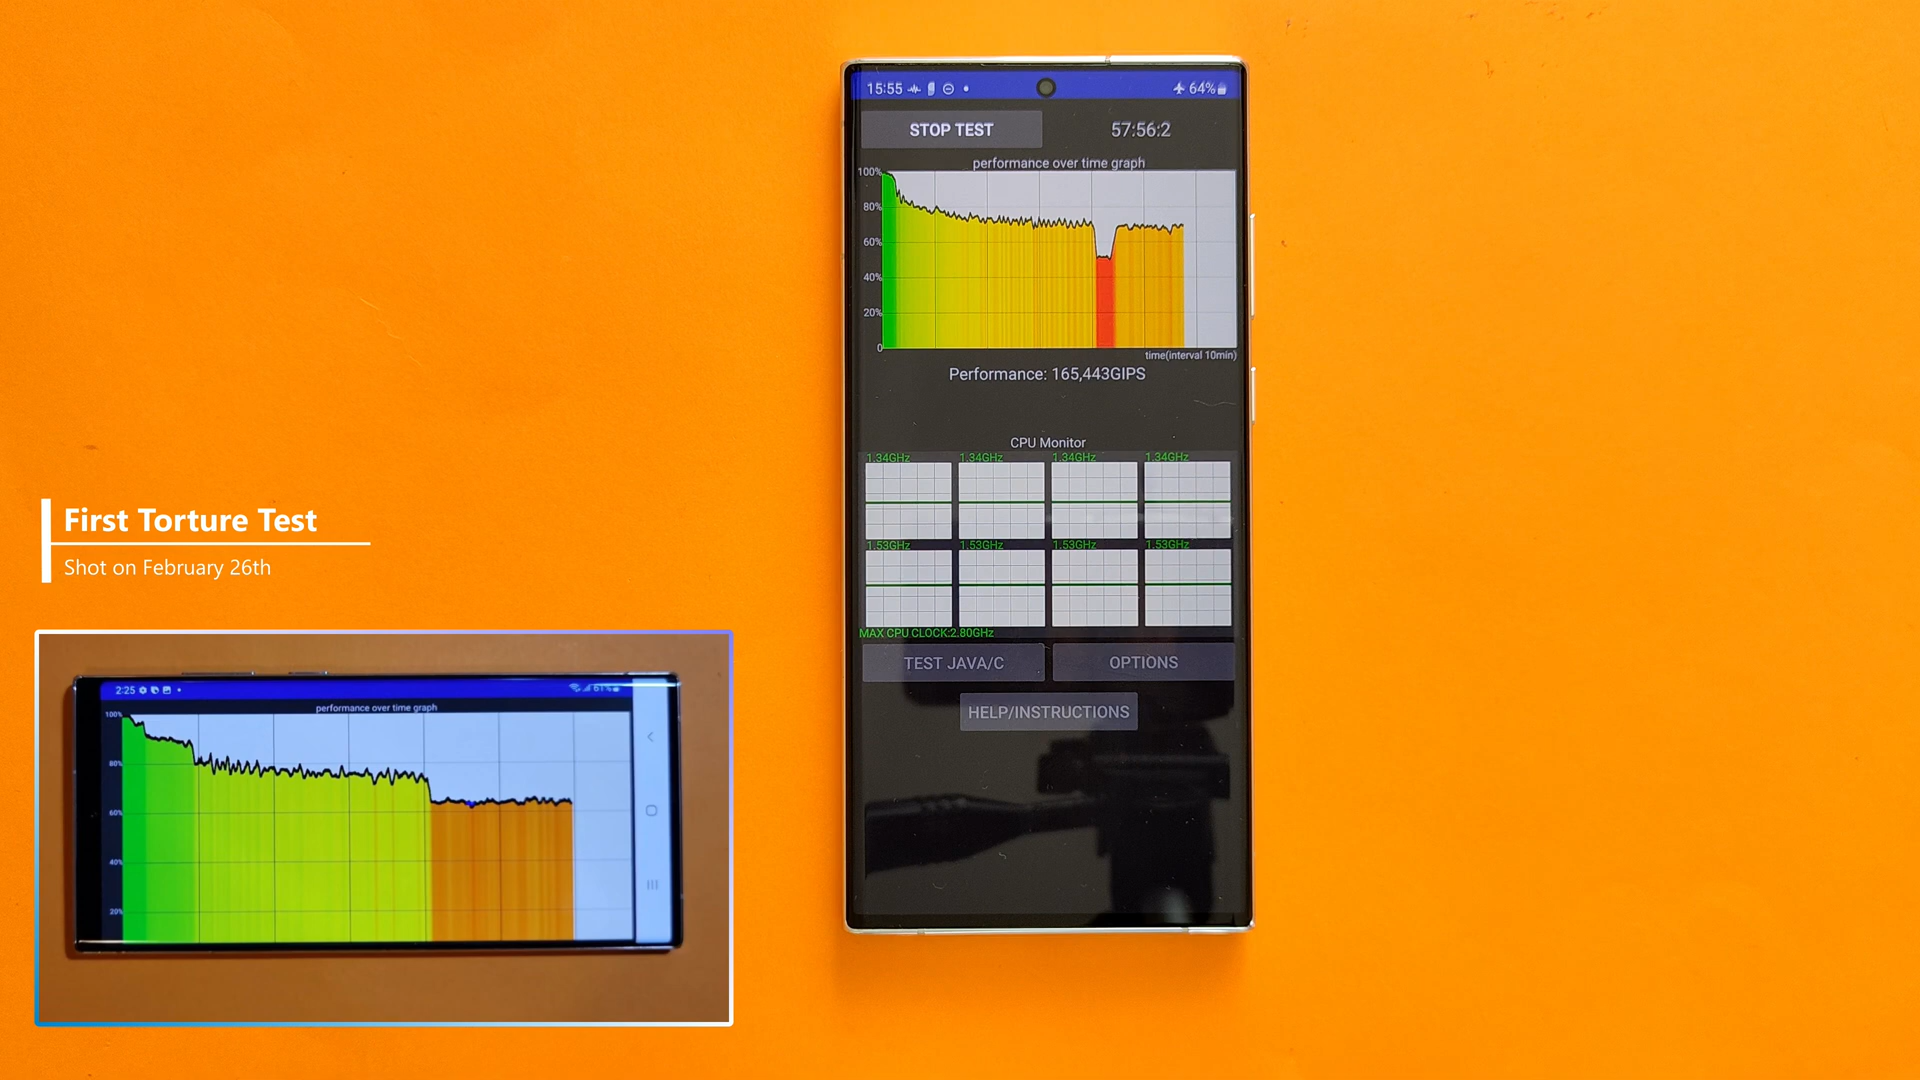 15:55
64%
STOP TEST
57:56:2
performance over time graph
100%
80%
60%
40%
20%
0
time(interval 10min)
Performance: 165,443GIPS
CPU Monitor
1.34GHz 1.34GHz 1.34GHz 1.34GHz
1.53GHz 1.53GHz 1.53GHz 1.53GHz
MAX CPU CLOCK:2.80GHz
TEST JAVA/C
OPTIONS
HELP/INSTRUCTIONS
First Torture Test
Shot on February 26th
2:25
61%
performance over time graph
100%
80%
60%
40%
20%